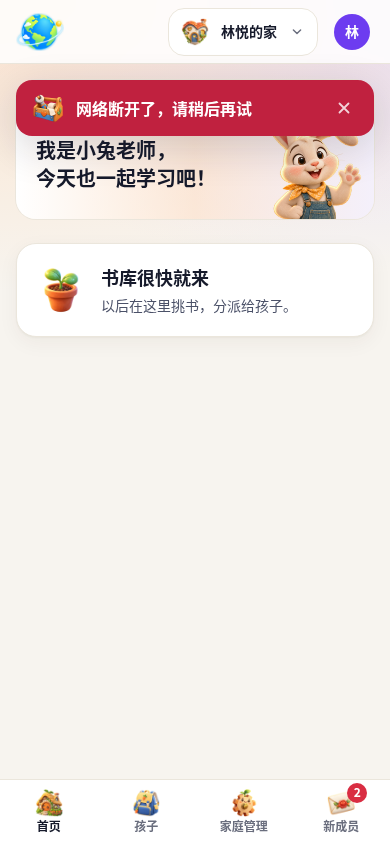 林悦的家
林
网络断开了，请稍后再试
我是小兔老师，
今天也一起学习吧！
书库很快就来
以后在这里挑书，分派给孩子。
首页
孩子
家庭管理
2
新成员